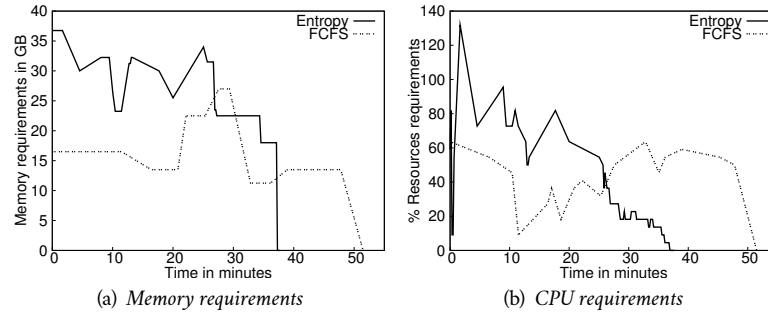 Memory requirements in GB
40
35
30
25
20
15
10
5
0
0 10 20 30 40 50
Time in minutes
Entropy
FCFS
(a) Memory requirements
% Resources requirements
140
120
100
80
60
40
20
0
0 10 20 30 40 50
Time in minutes
Entropy
FCFS
(b) CPU requirements